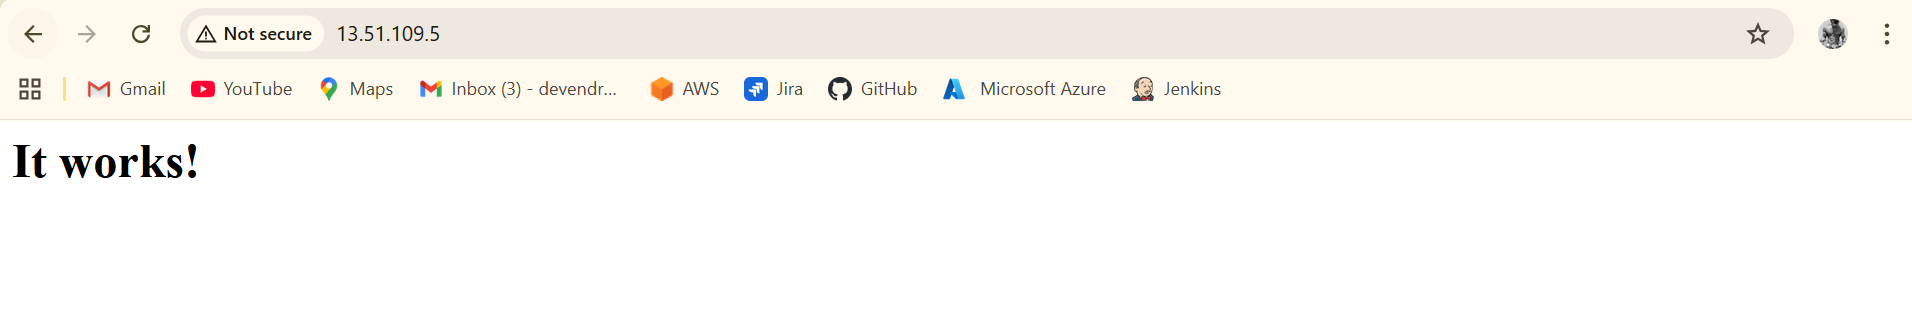 Not secure 13.51.109.5
Gmail YouTube Maps Inbox (3) - devendr... AWS Jira GitHub Microsoft Azure Jenkins
It works!